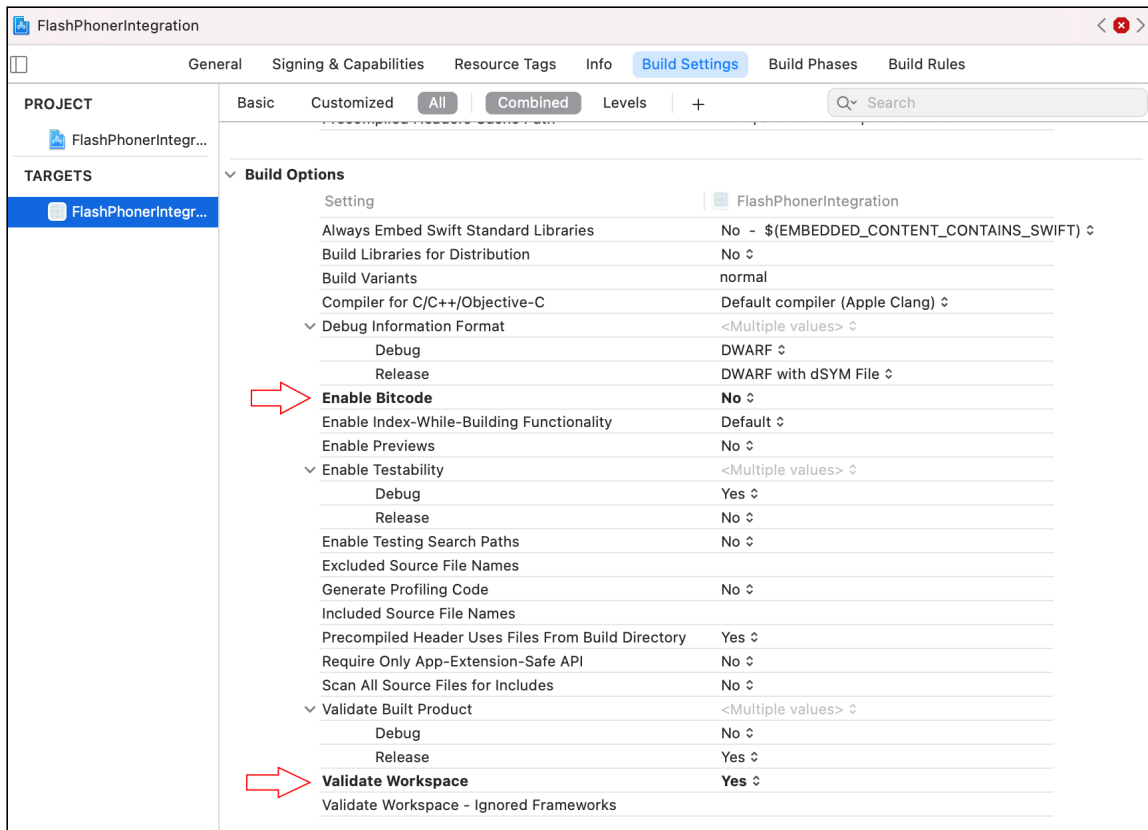 FlashPhonerIntegration
General Signing & Capabilities Resource Tags Info Build Settings Build Phases Build Rules
PROJECT
FlashPhonerIntegr...
TARGETS
FlashPhonerIntegr...
Basic Customized All Combined Levels + Search
Precompiled Headers Cache Path
Build Options
Setting FlashPhonerIntegration
Always Embed Swift Standard Libraries No - $(EMBEDDED_CONTENT_CONTAINS_SWIFT)
Build Libraries for Distribution No
Build Variants normal
Compiler for C/C++/Objective-C Default compiler (Apple Clang)
Debug Information Format <Multiple values>
Debug DWARF
Release DWARF with dSYM File
Enable Bitcode No
Enable Index-While-Building Functionality Default
Enable Previews No
Enable Testability <Multiple values>
Debug Yes
Release No
Enable Testing Search Paths No
Excluded Source File Names
Generate Profiling Code No
Included Source File Names
Precompiled Header Uses Files From Build Directory Yes
Require Only App-Extension-Safe API No
Scan All Source Files for Includes No
Validate Built Product <Multiple values>
Debug No
Release Yes
Validate Workspace Yes
Validate Workspace - Ignored Frameworks